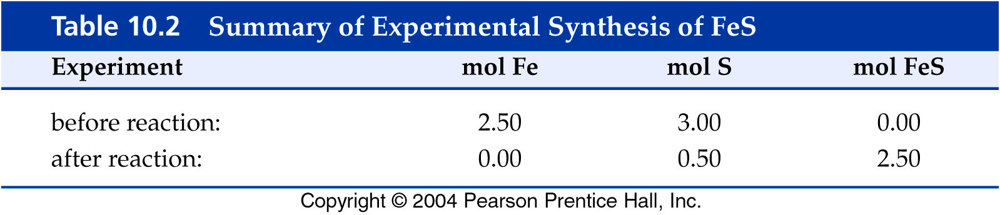 Table 10.2 Summary of Experimental Synthesis of FeS
Experiment mol Fe mol S mol FeS
before reaction: 2.50 3.00 0.00
after reaction: 0.00 0.50 2.50
Copyright © 2004 Pearson Prentice Hall, Inc.